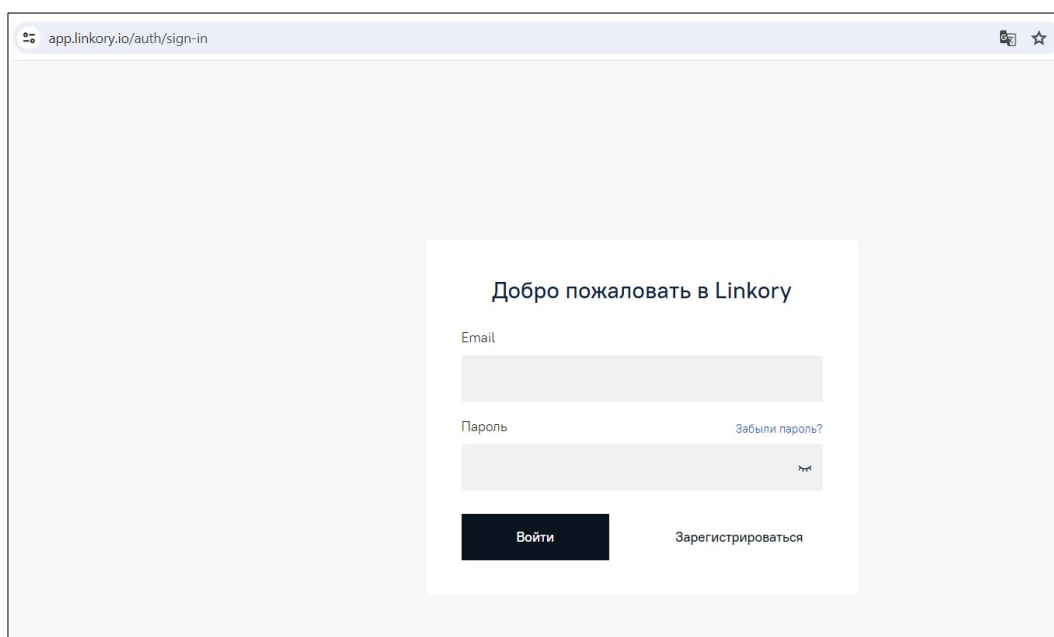 app.linkory.io/auth/sign-in
Добро пожаловать в Linkory
Email
Пароль
Забыли пароль?
Войти
Зарегистрироваться